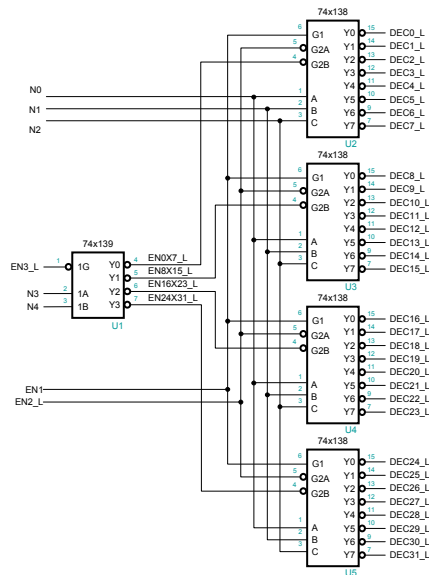 74x138
6 G1 Y0 15 DEC0_L
5 G2A Y1 14 DEC1_L
4 G2B Y2 13 DEC2_L
Y3 12 DEC3_L
Y4 11 DEC4_L
N0 1 A Y5 10 DEC5_L
N1 2 B Y6 9 DEC6_L
N2 3 C Y7 7 DEC7_L
U2
74x138
6 G1 Y0 15 DEC8_L
5 G2A Y1 14 DEC9_L
4 G2B Y2 13 DEC10_L
Y3 12 DEC11_L
Y4 11 DEC12_L
1 A Y5 10 DEC13_L
2 B Y6 9 DEC14_L
3 C Y7 7 DEC15_L
U3
74x139
EN3_L 1 1G Y0 4 EN0X7_L
Y1 5 EN8X15_L
N3 2 1A Y2 6 EN16X23_L
N4 3 1B Y3 7 EN24X31_L
U1
EN1
EN2_L
74x138
6 G1 Y0 15 DEC16_L
5 G2A Y1 14 DEC17_L
4 G2B Y2 13 DEC18_L
Y3 12 DEC19_L
Y4 11 DEC20_L
1 A Y5 10 DEC21_L
2 B Y6 9 DEC22_L
3 C Y7 7 DEC23_L
U4
74x138
6 G1 Y0 15 DEC24_L
5 G2A Y1 14 DEC25_L
4 G2B Y2 13 DEC26_L
Y3 12 DEC27_L
Y4 11 DEC28_L
1 A Y5 10 DEC29_L
2 B Y6 9 DEC30_L
3 C Y7 7 DEC31_L
U5